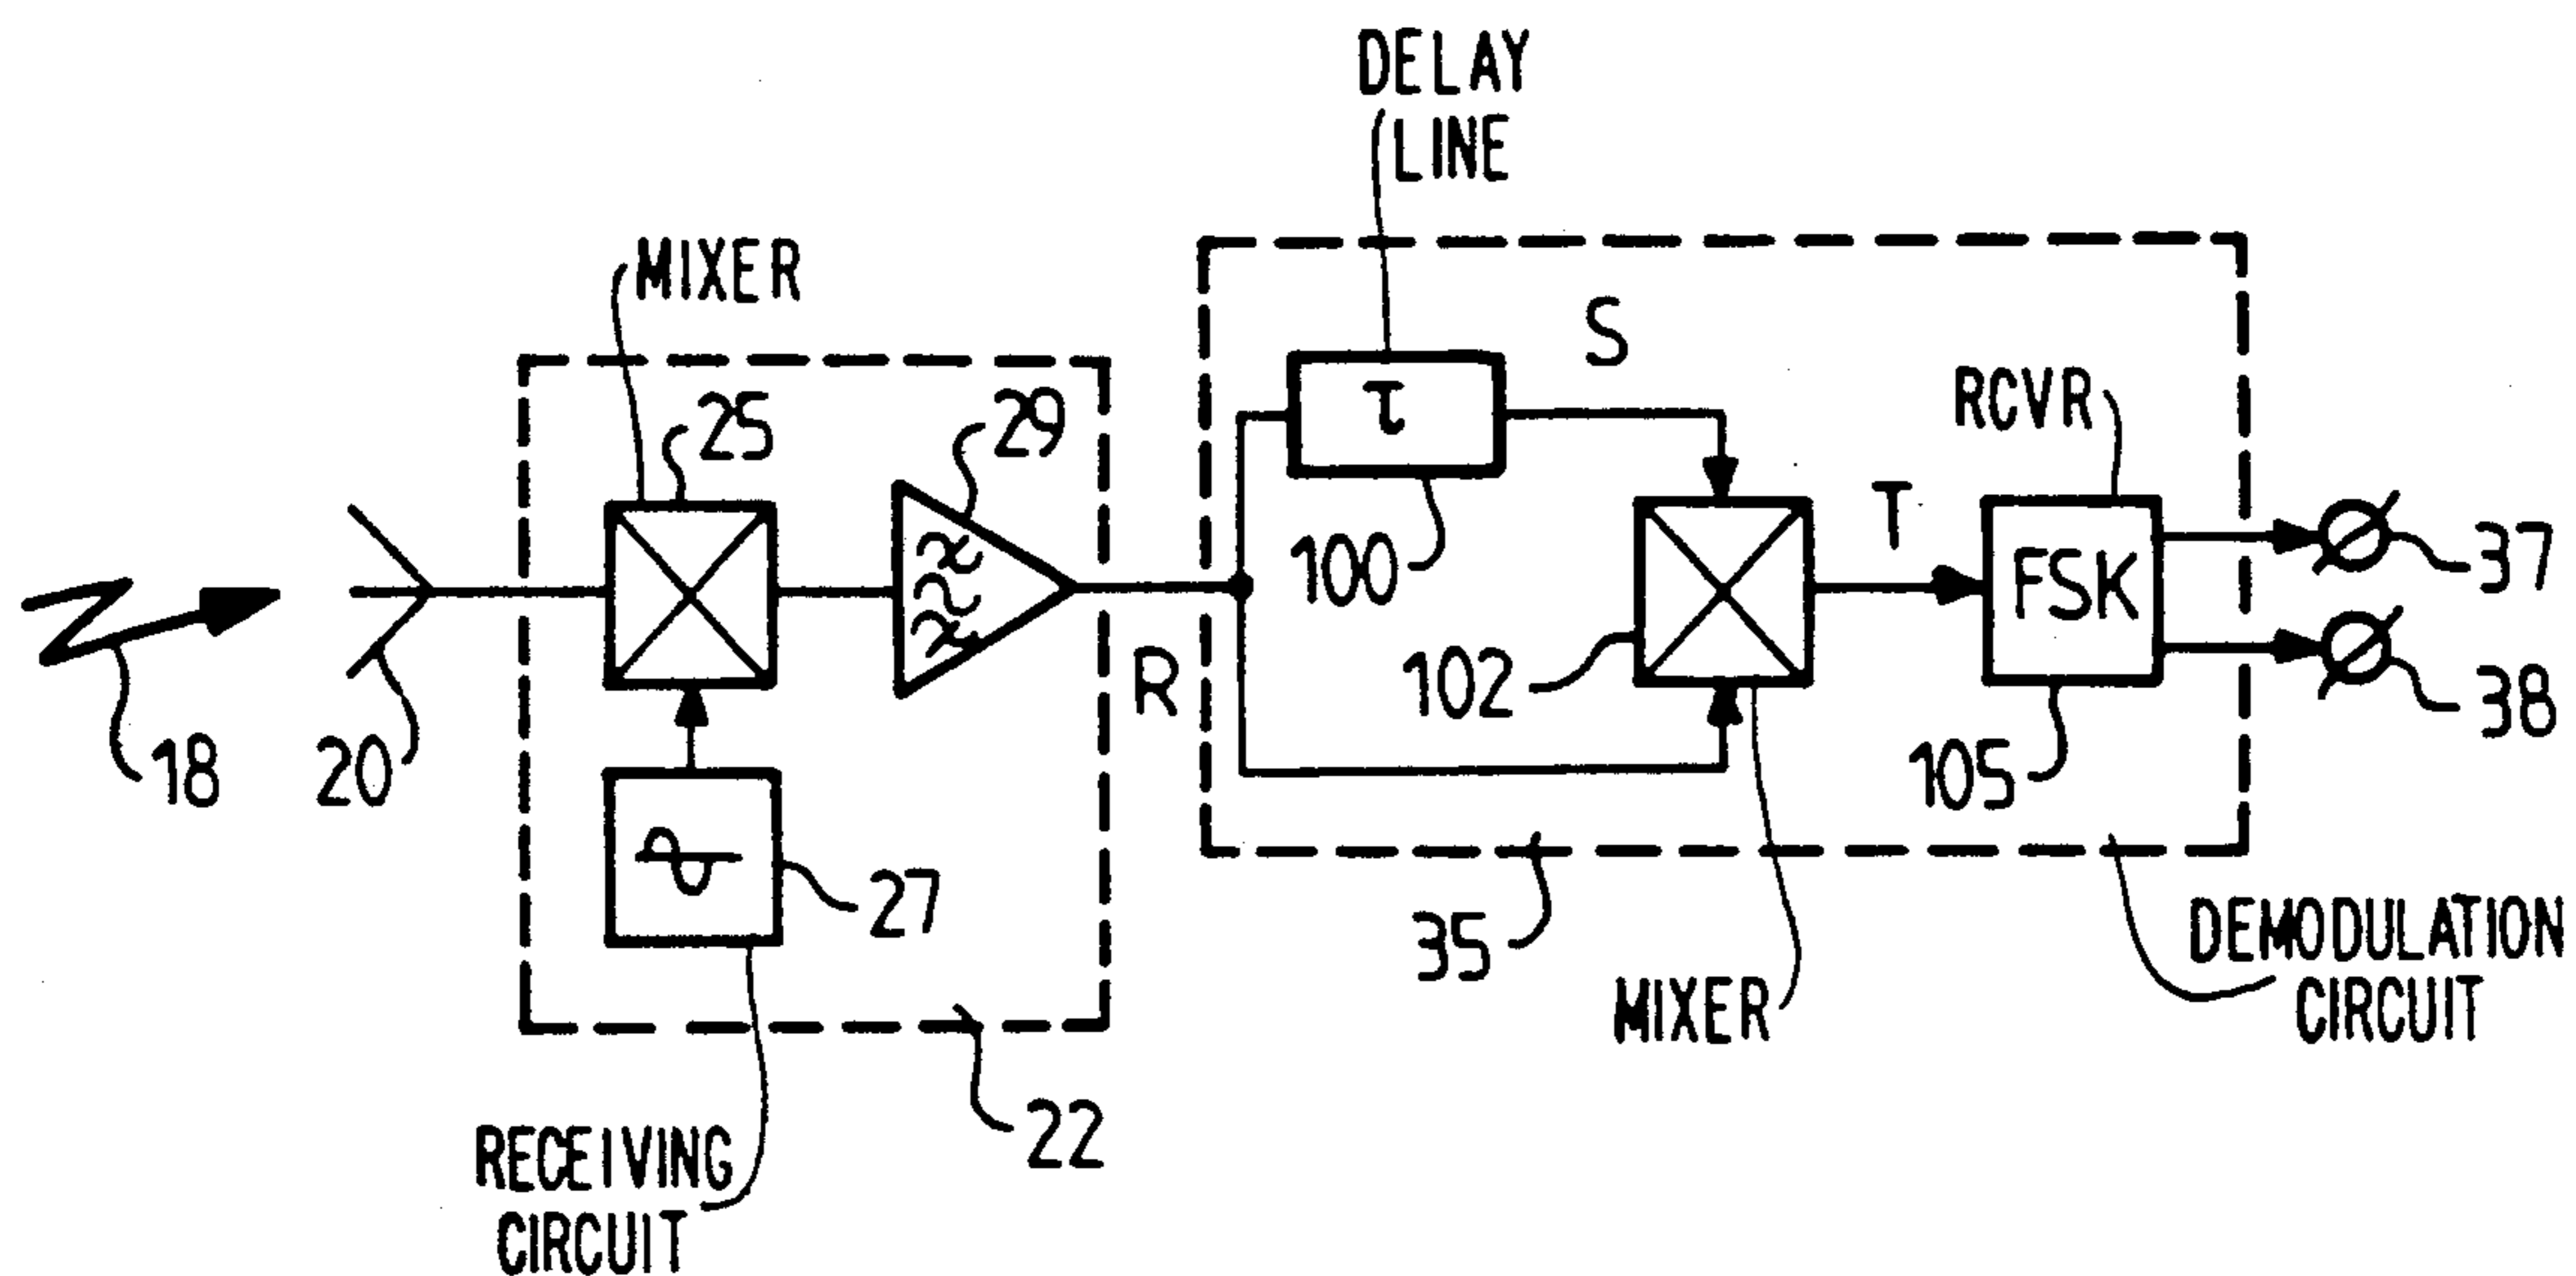 DELAY
LINE
MIXER
25
29
τ
S
RCVR
100
T
FSK
37
102
R
38
18
20
105
27
35
DEMODULATION
CIRCUIT
MIXER
22
RECEIVING
CIRCUIT